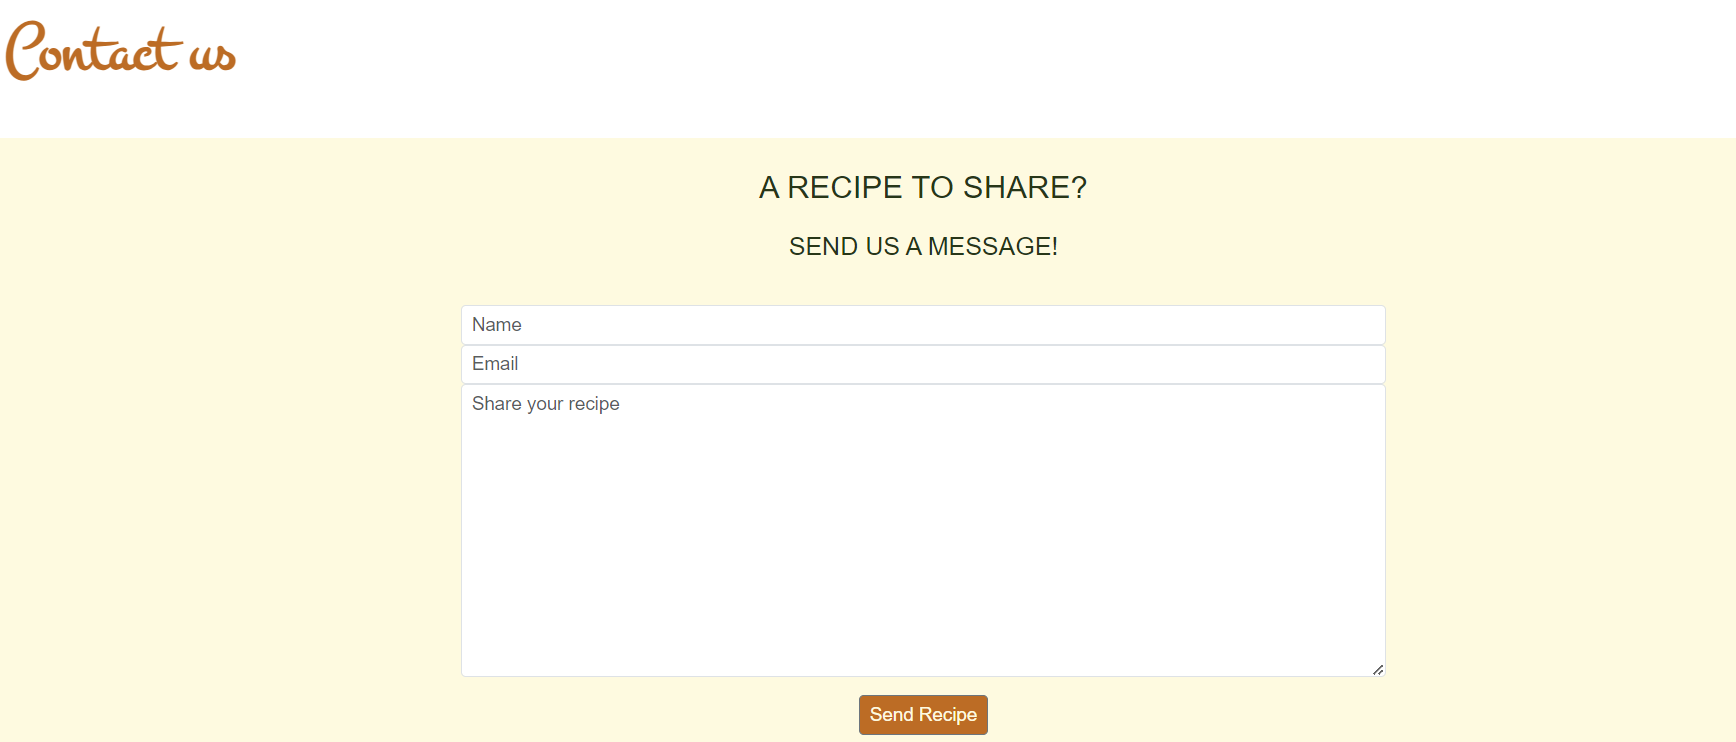 Contact us
A RECIPE TO SHARE?
SEND US A MESSAGE!
Name
Email
Share your recipe
Send Recipe